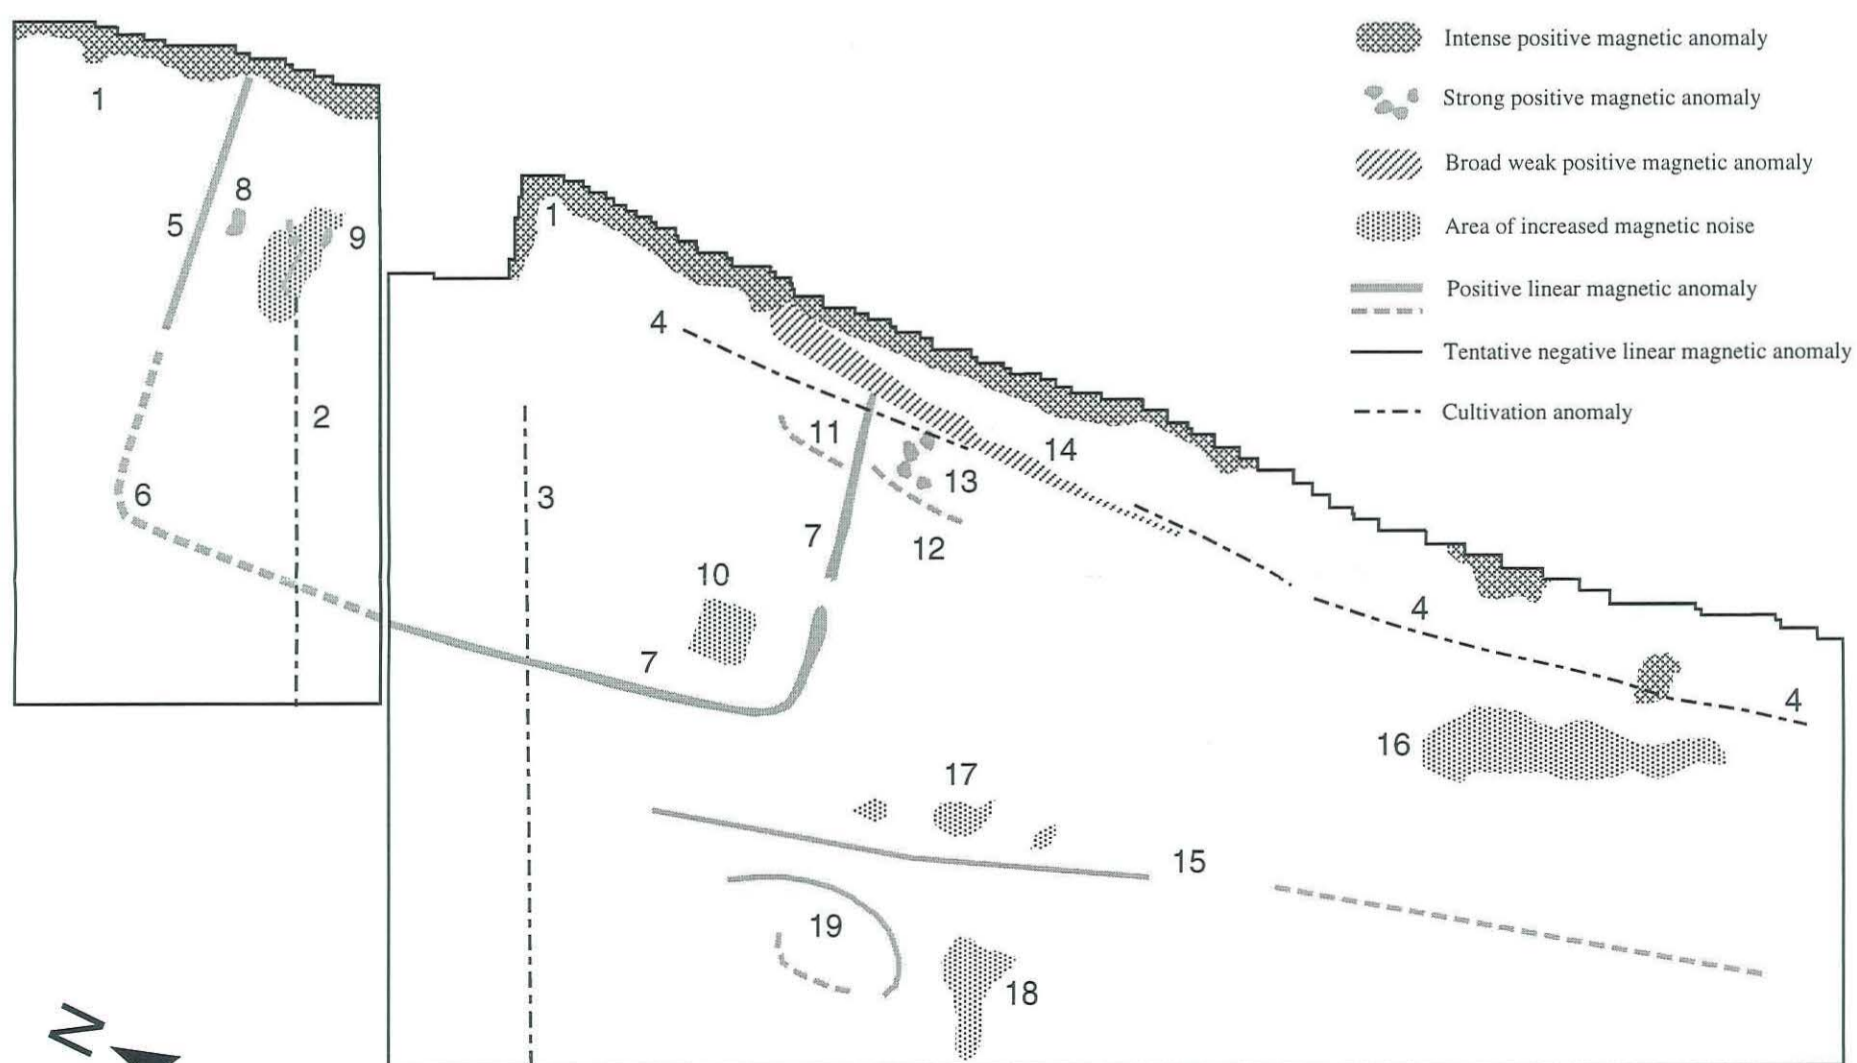 Intense positive magnetic anomaly
Strong positive magnetic anomaly
Broad weak positive magnetic anomaly
Area of increased magnetic noise
Positive linear magnetic anomaly
Tentative negative linear magnetic anomaly
Cultivation anomaly
1
8
5
9
1
4
2
11
14
6
3
13
7
12
10
4
7
4
16
17
15
19
18
N